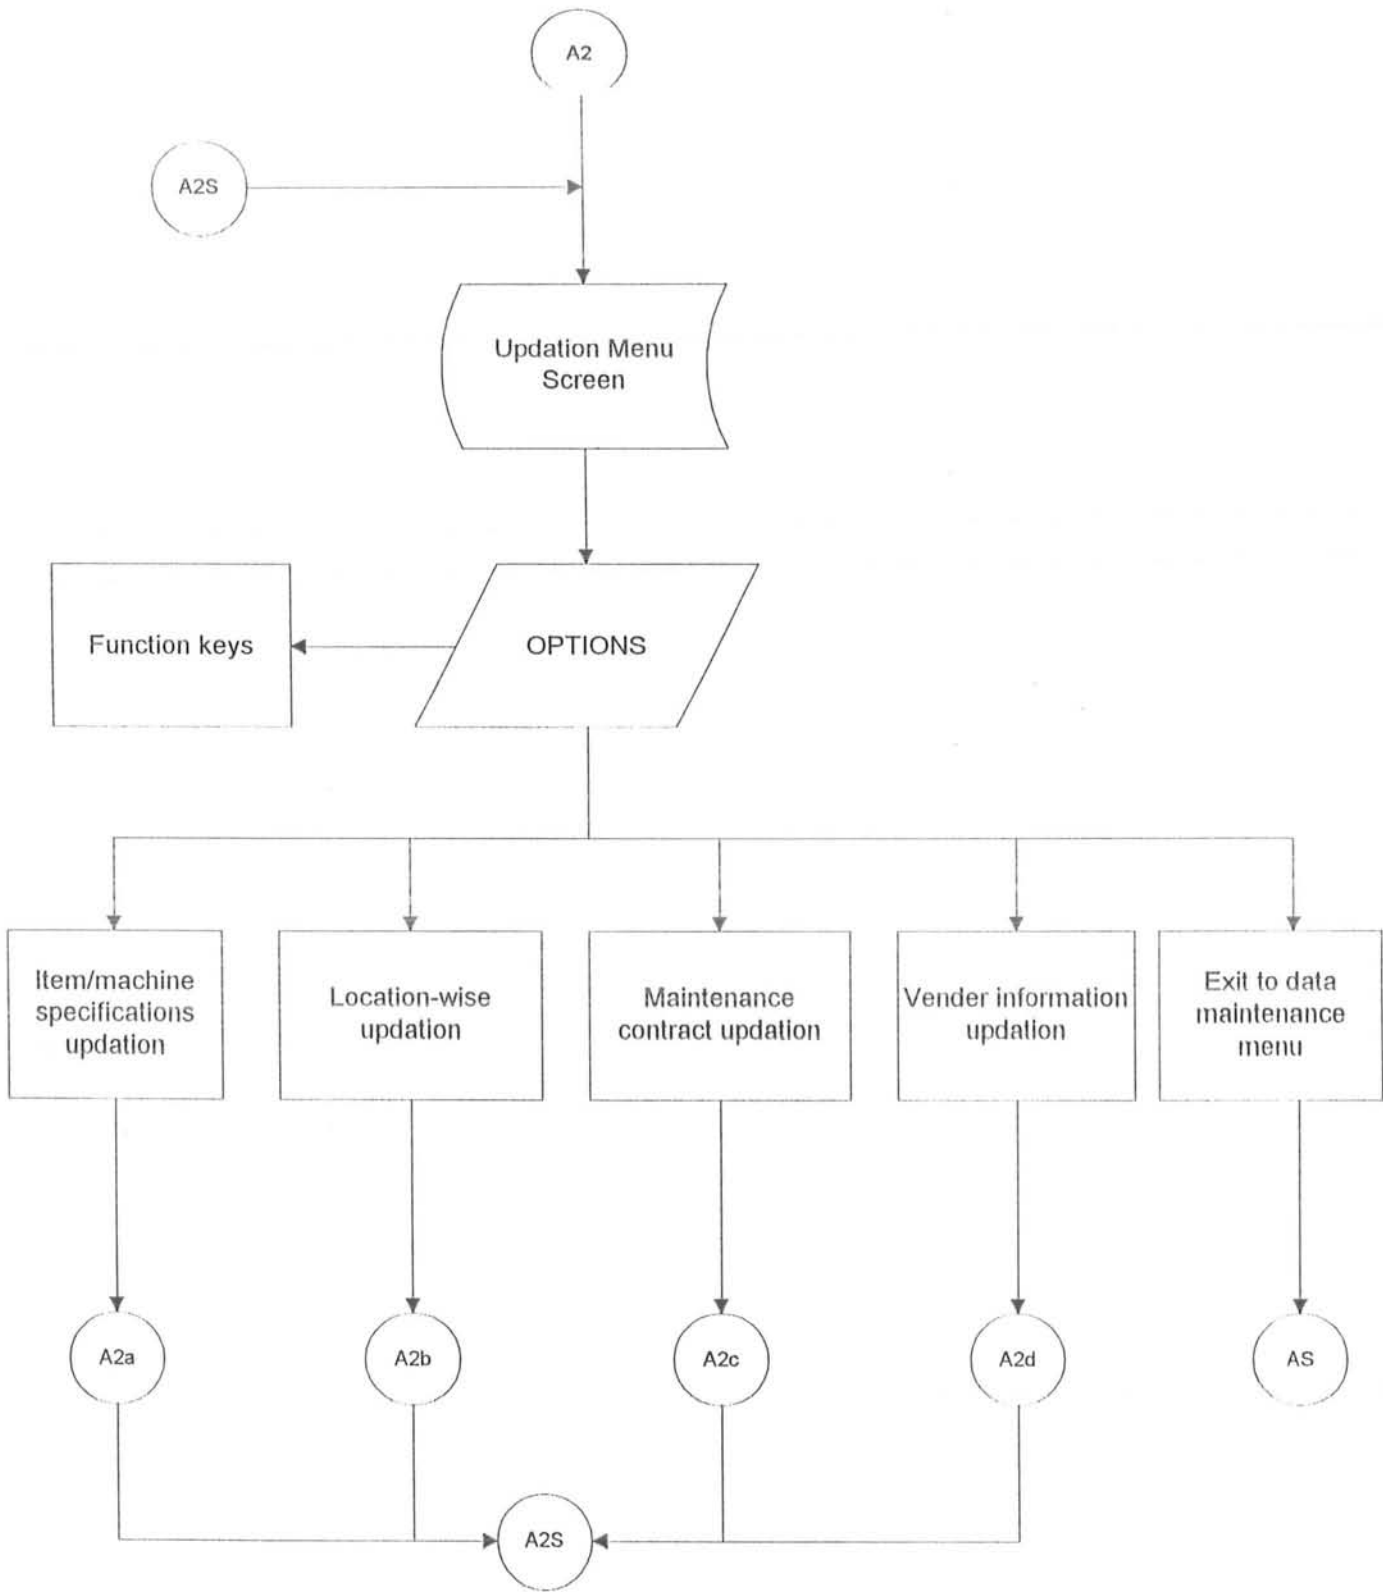 A2
A2S
Updation Menu
Screen
Function keys
OPTIONS
Item/machine
specifications
updation
Location-wise
updation
Maintenance
contract updation
Vender information
updation
Exit to data
maintenance
menu
A2a
A2b
A2c
A2d
AS
A2S